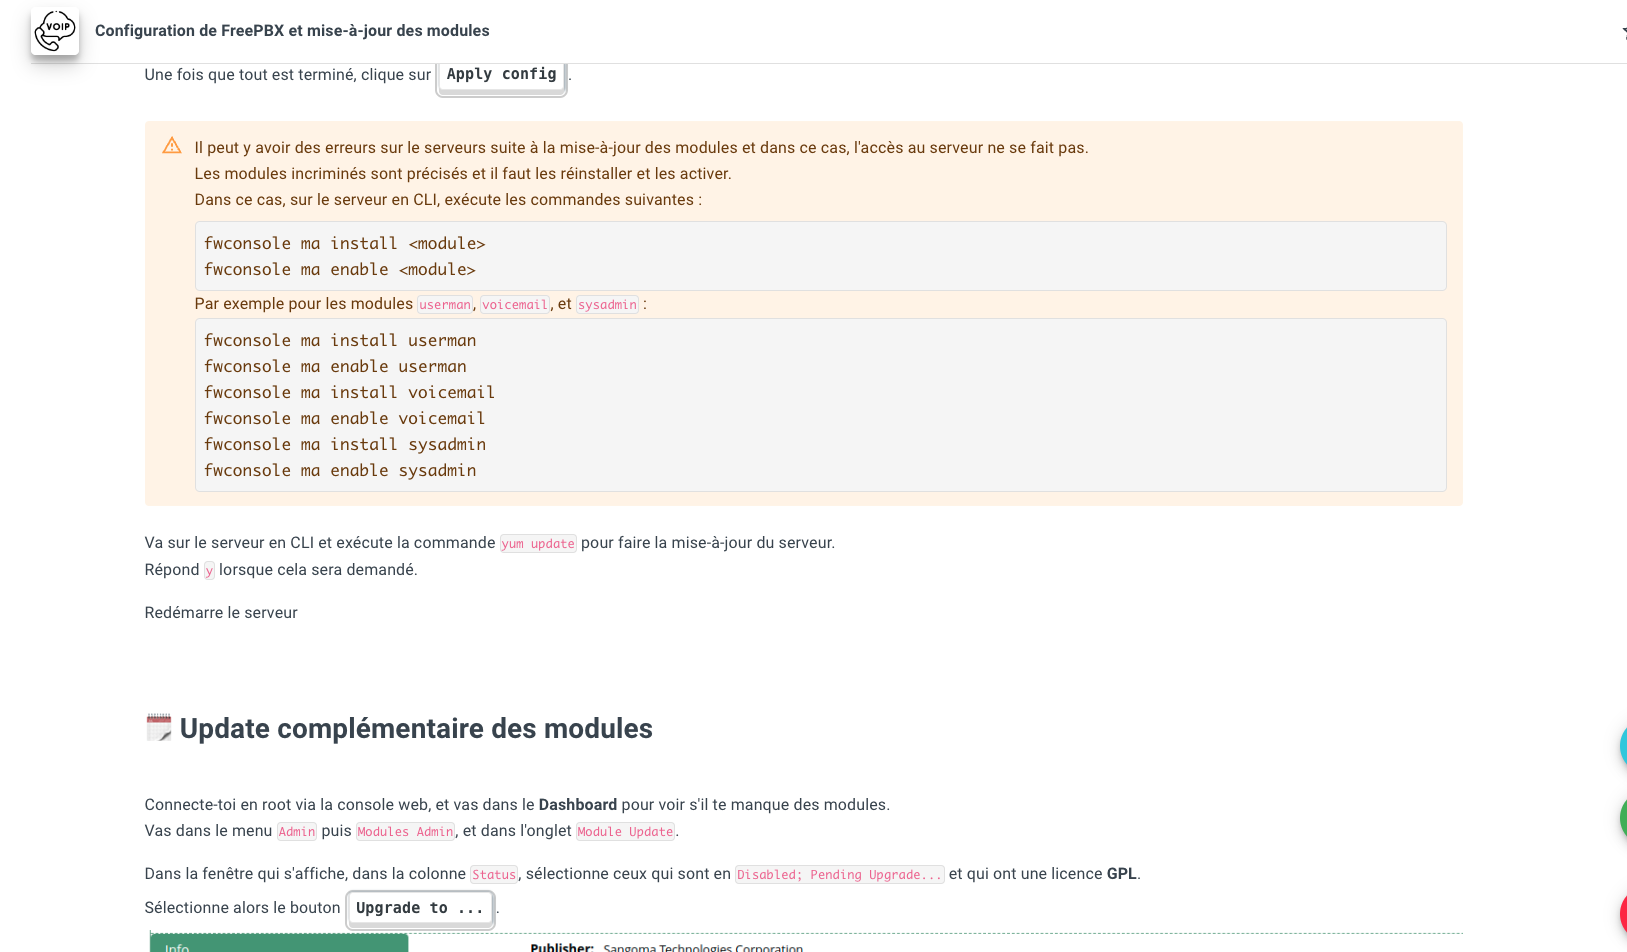 VOIP
Configuration de FreePBX et mise-à-jour des modules
Une fois que tout est terminé, clique sur Apply config.
Il peut y avoir des erreurs sur le serveurs suite à la mise-à-jour des modules et dans ce cas, l'accès au serveur ne se fait pas.
Les modules incriminés sont précisés et il faut les réinstaller et les activer.
Dans ce cas, sur le serveur en CLI, exécute les commandes suivantes :
fwconsole ma install <module>
fwconsole ma enable <module>
Par exemple pour les modules userman, voicemail, et sysadmin :
fwconsole ma install userman
fwconsole ma enable userman
fwconsole ma install voicemail
fwconsole ma enable voicemail
fwconsole ma install sysadmin
fwconsole ma enable sysadmin
Va sur le serveur en CLI et exécute la commande yum update pour faire la mise-à-jour du serveur.
Répond y lorsque cela sera demandé.
Redémarre le serveur
Update complémentaire des modules
Connecte-toi en root via la console web, et vas dans le Dashboard pour voir s'il te manque des modules.
Vas dans le menu Admin puis Modules Admin, et dans l'onglet Module Update.
Dans la fenêtre qui s'affiche, dans la colonne Status, sélectionne ceux qui sont en Disabled; Pending Upgrade... et qui ont une licence GPL.
Sélectionne alors le bouton Upgrade to ... .
Info
Publisher: Sangoma Technologies Corporation